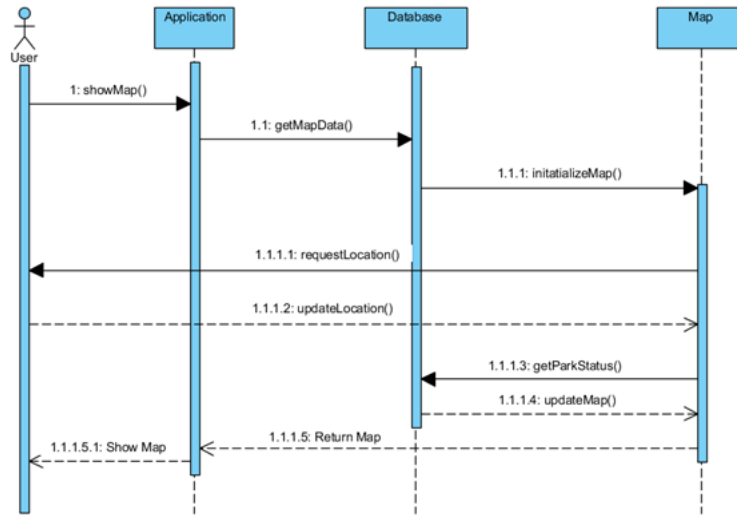 Application
Database
Map
User
1: showMap()
1.1: getMapData()
1.1.1: initatializeMap()
1.1.1.1: requestLocation()
1.1.1.2: updateLocation()
1.1.1.3: getParkStatus()
1.1.1.4: updateMap()
1.1.1.5: Return Map
1.1.1.5.1: Show Map